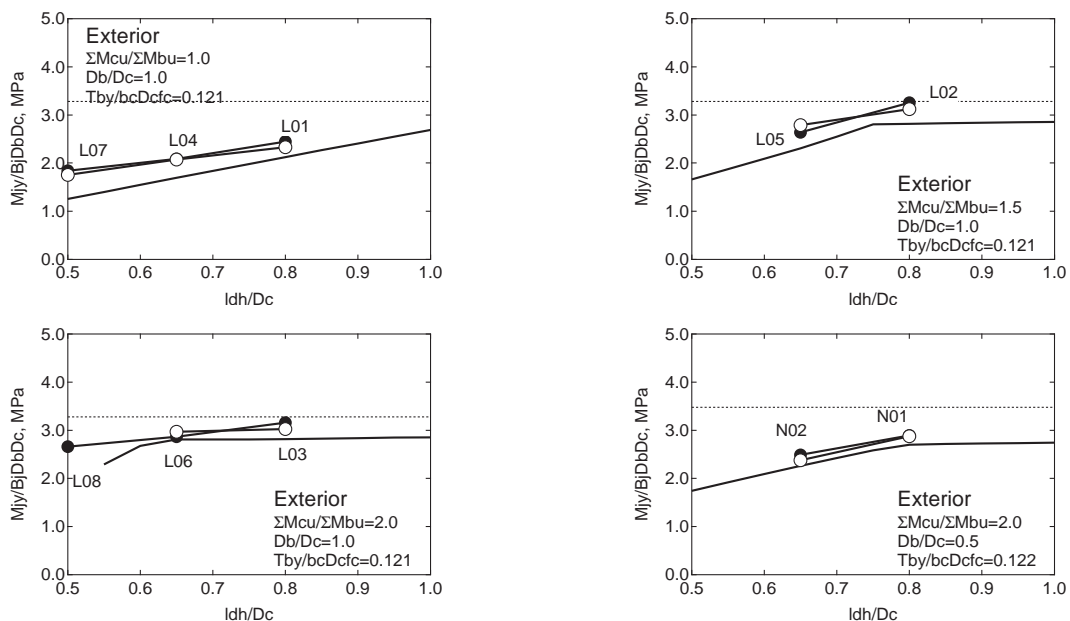 5.0
4.0
3.0
2.0
1.0
0.0
Mjy/BjDbDc, MPa
Exterior
ΣMcu/ΣMbu=1.0
Db/Dc=1.0
Tby/bcDcfc=0.121
L07
L04
L01
0.5 0.6 0.7 0.8 0.9 1.0
ldh/Dc
5.0
4.0
3.0
2.0
1.0
0.0
Mjy/BjDbDc, MPa
L02
L05
Exterior
ΣMcu/ΣMbu=1.5
Db/Dc=1.0
Tby/bcDcfc=0.121
0.5 0.6 0.7 0.8 0.9 1.0
ldh/Dc
5.0
4.0
3.0
2.0
1.0
0.0
Mjy/BjDbDc, MPa
L08
L06
L03
Exterior
ΣMcu/ΣMbu=2.0
Db/Dc=1.0
Tby/bcDcfc=0.121
0.5 0.6 0.7 0.8 0.9 1.0
ldh/Dc
5.0
4.0
3.0
2.0
1.0
0.0
Mjy/BjDbDc, MPa
N02
N01
Exterior
ΣMcu/ΣMbu=2.0
Db/Dc=0.5
Tby/bcDcfc=0.122
0.5 0.6 0.7 0.8 0.9 1.0
ldh/Dc